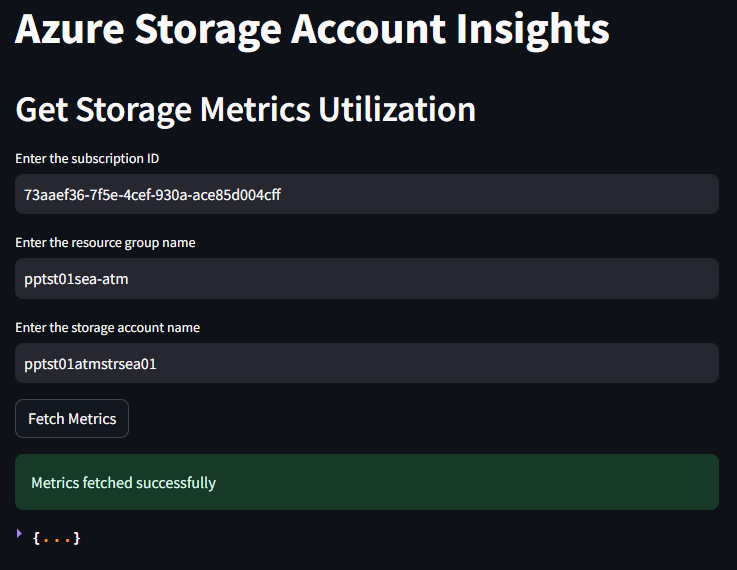 Azure Storage Account Insights
Get Storage Metrics Utilization
Enter the subscription ID
73aaef36-7f5e-4cef-930a-ace85d004cff
Enter the resource group name
pptst01sea-atm
Enter the storage account name
pptst01atmstrsea01
Fetch Metrics
Metrics fetched successfully
{...}